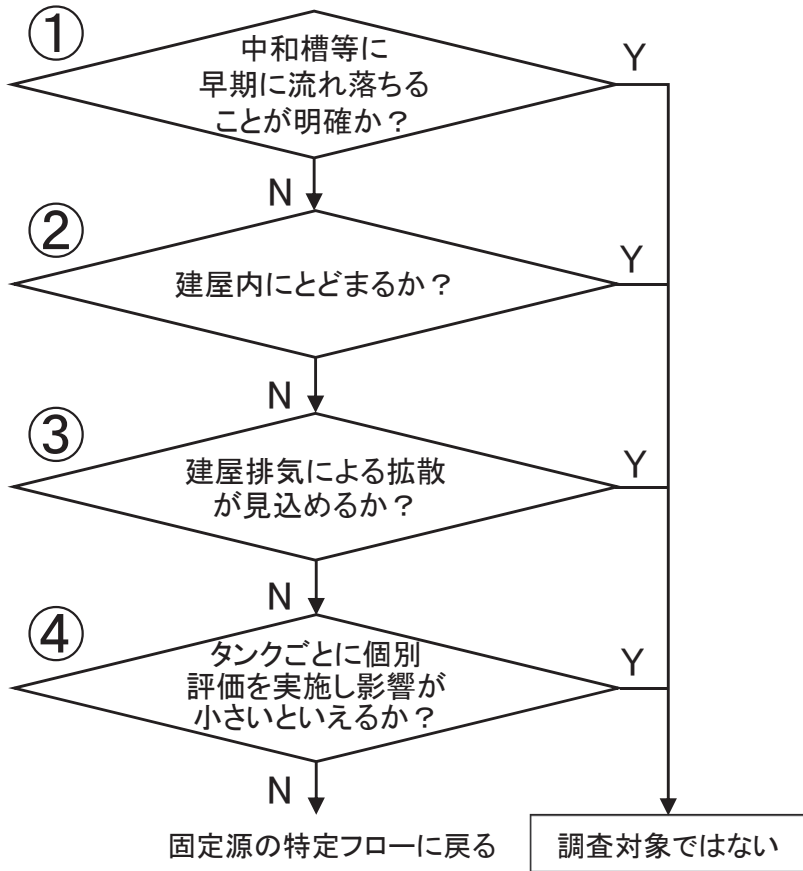 ①
中和槽等に
早期に流れ落ちる
ことが明確か？
Y
N
②
建屋内にとどまるか？
Y
N
③
建屋排気による拡散
が見込めるか？
Y
N
④
タンクごとに個別
評価を実施し影響が
小さいといえるか？
Y
N
固定源の特定フローに戻る
調査対象ではない